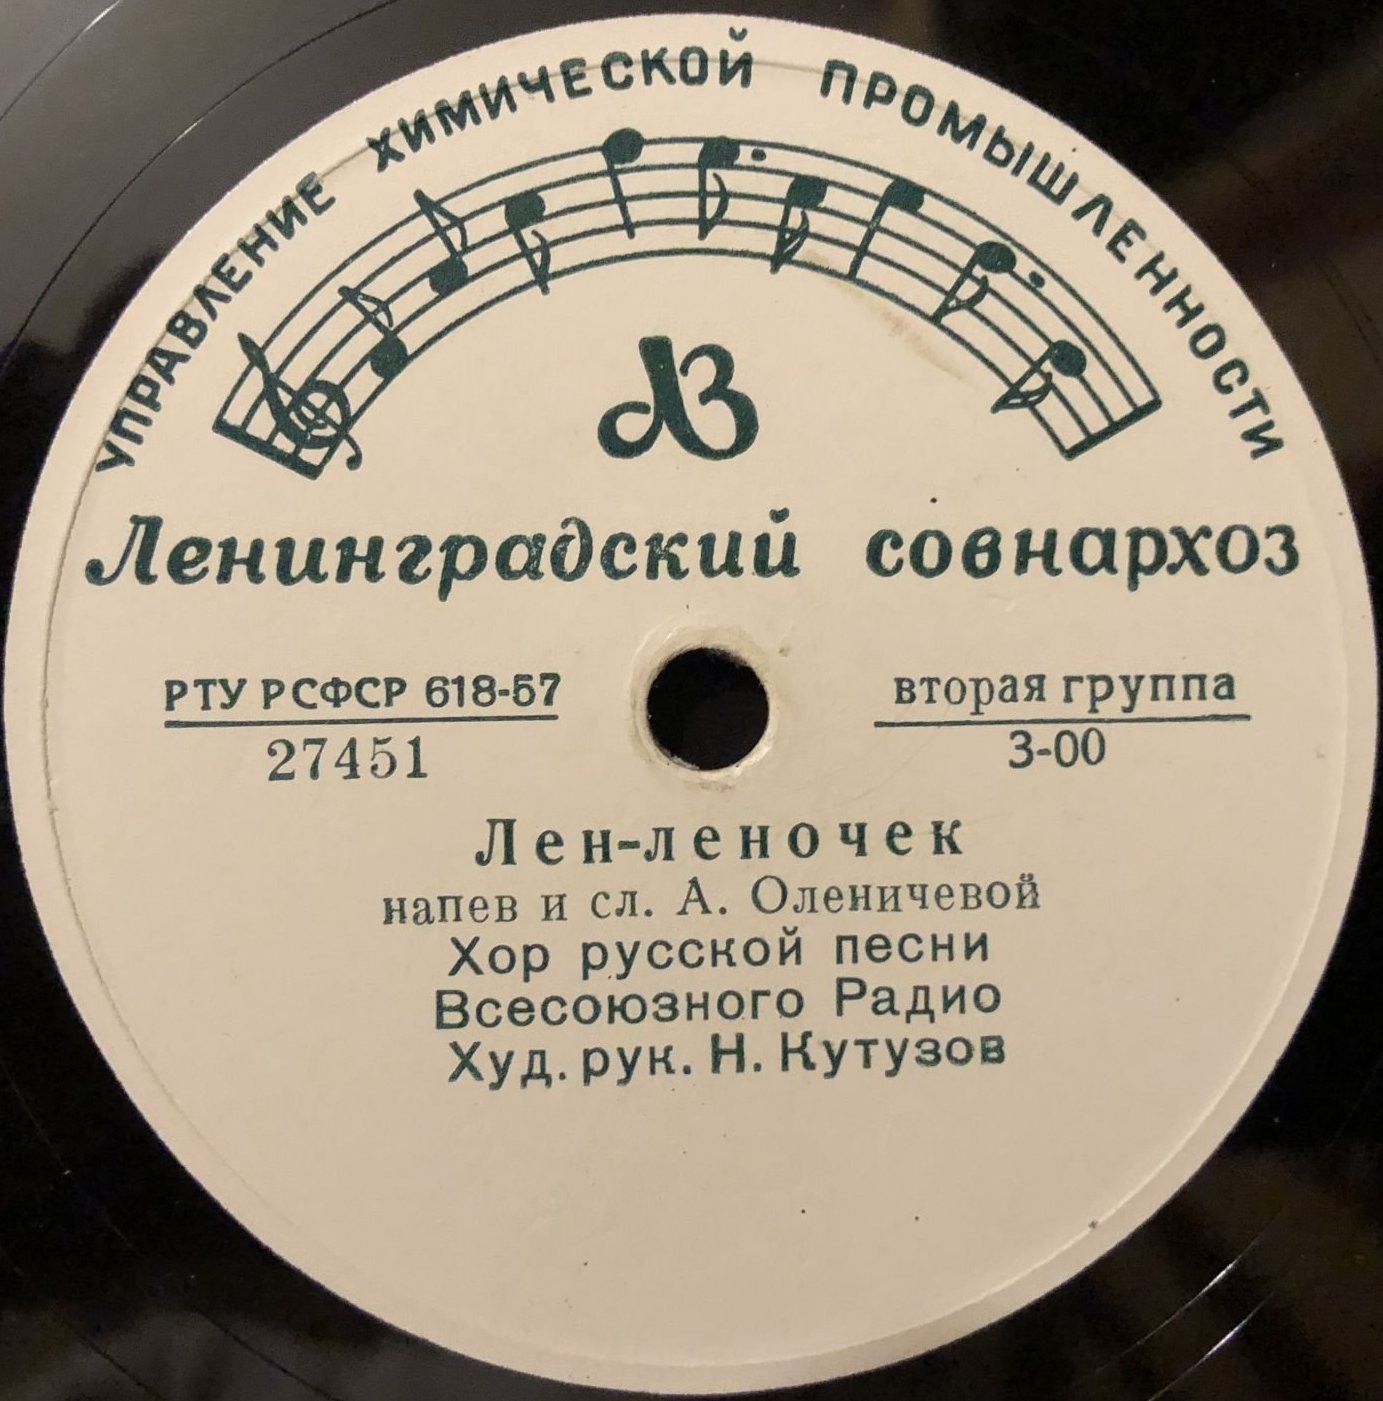 УПРАВЛЕНИЕ ХИМИЧЕСКОЙ ПРОМЫШЛЕННОСТИ
ЛЗ
Ленинградский совнархоз
РТУ РСФСР 618-57
27451
вторая группа
3-00
Лен-леночек
напев и сл. А. Оленичевой
Хор русской песни
Всесоюзного Радио
Худ. рук. Н. Кутузов